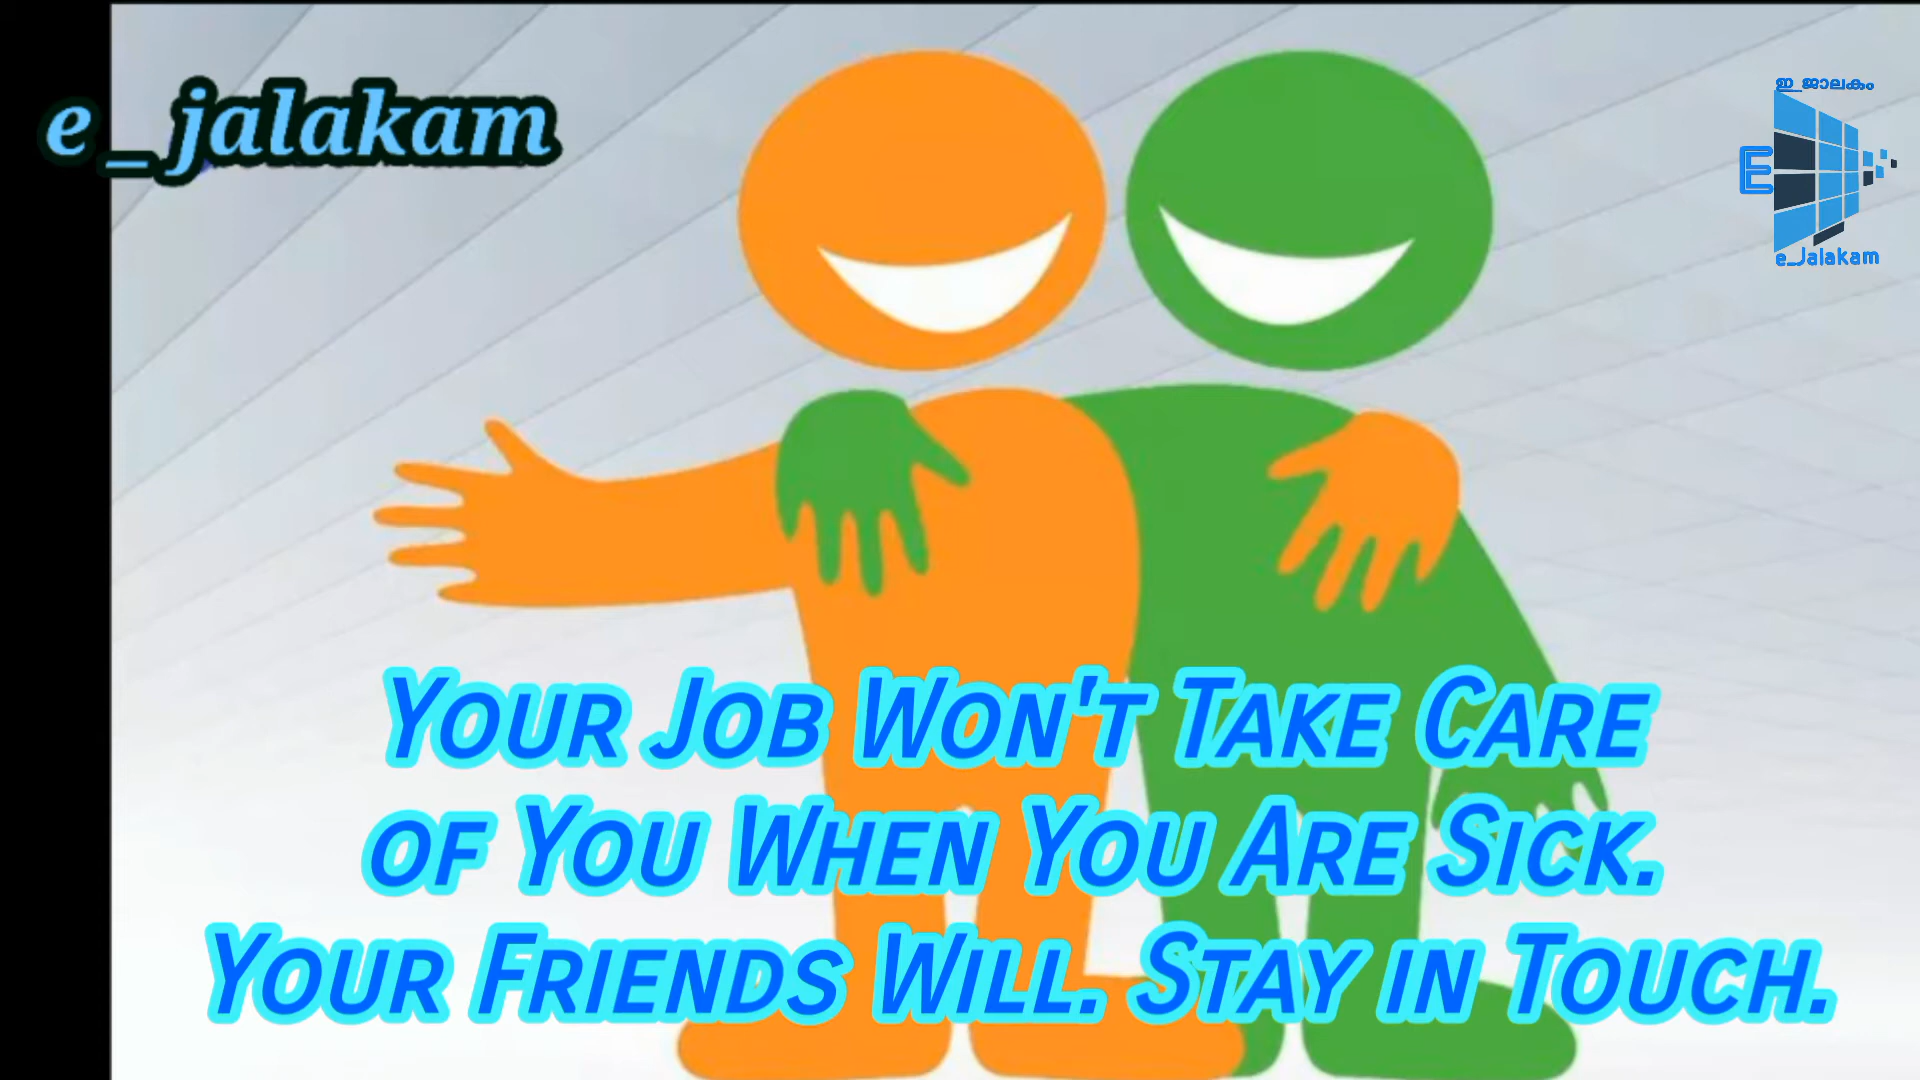 e_jalakam
ഇ_ജാലകം
E
e_Jalakam
Your Job Won't Take Care
of You When You Are Sick.
Your Friends Will. Stay in Touch.